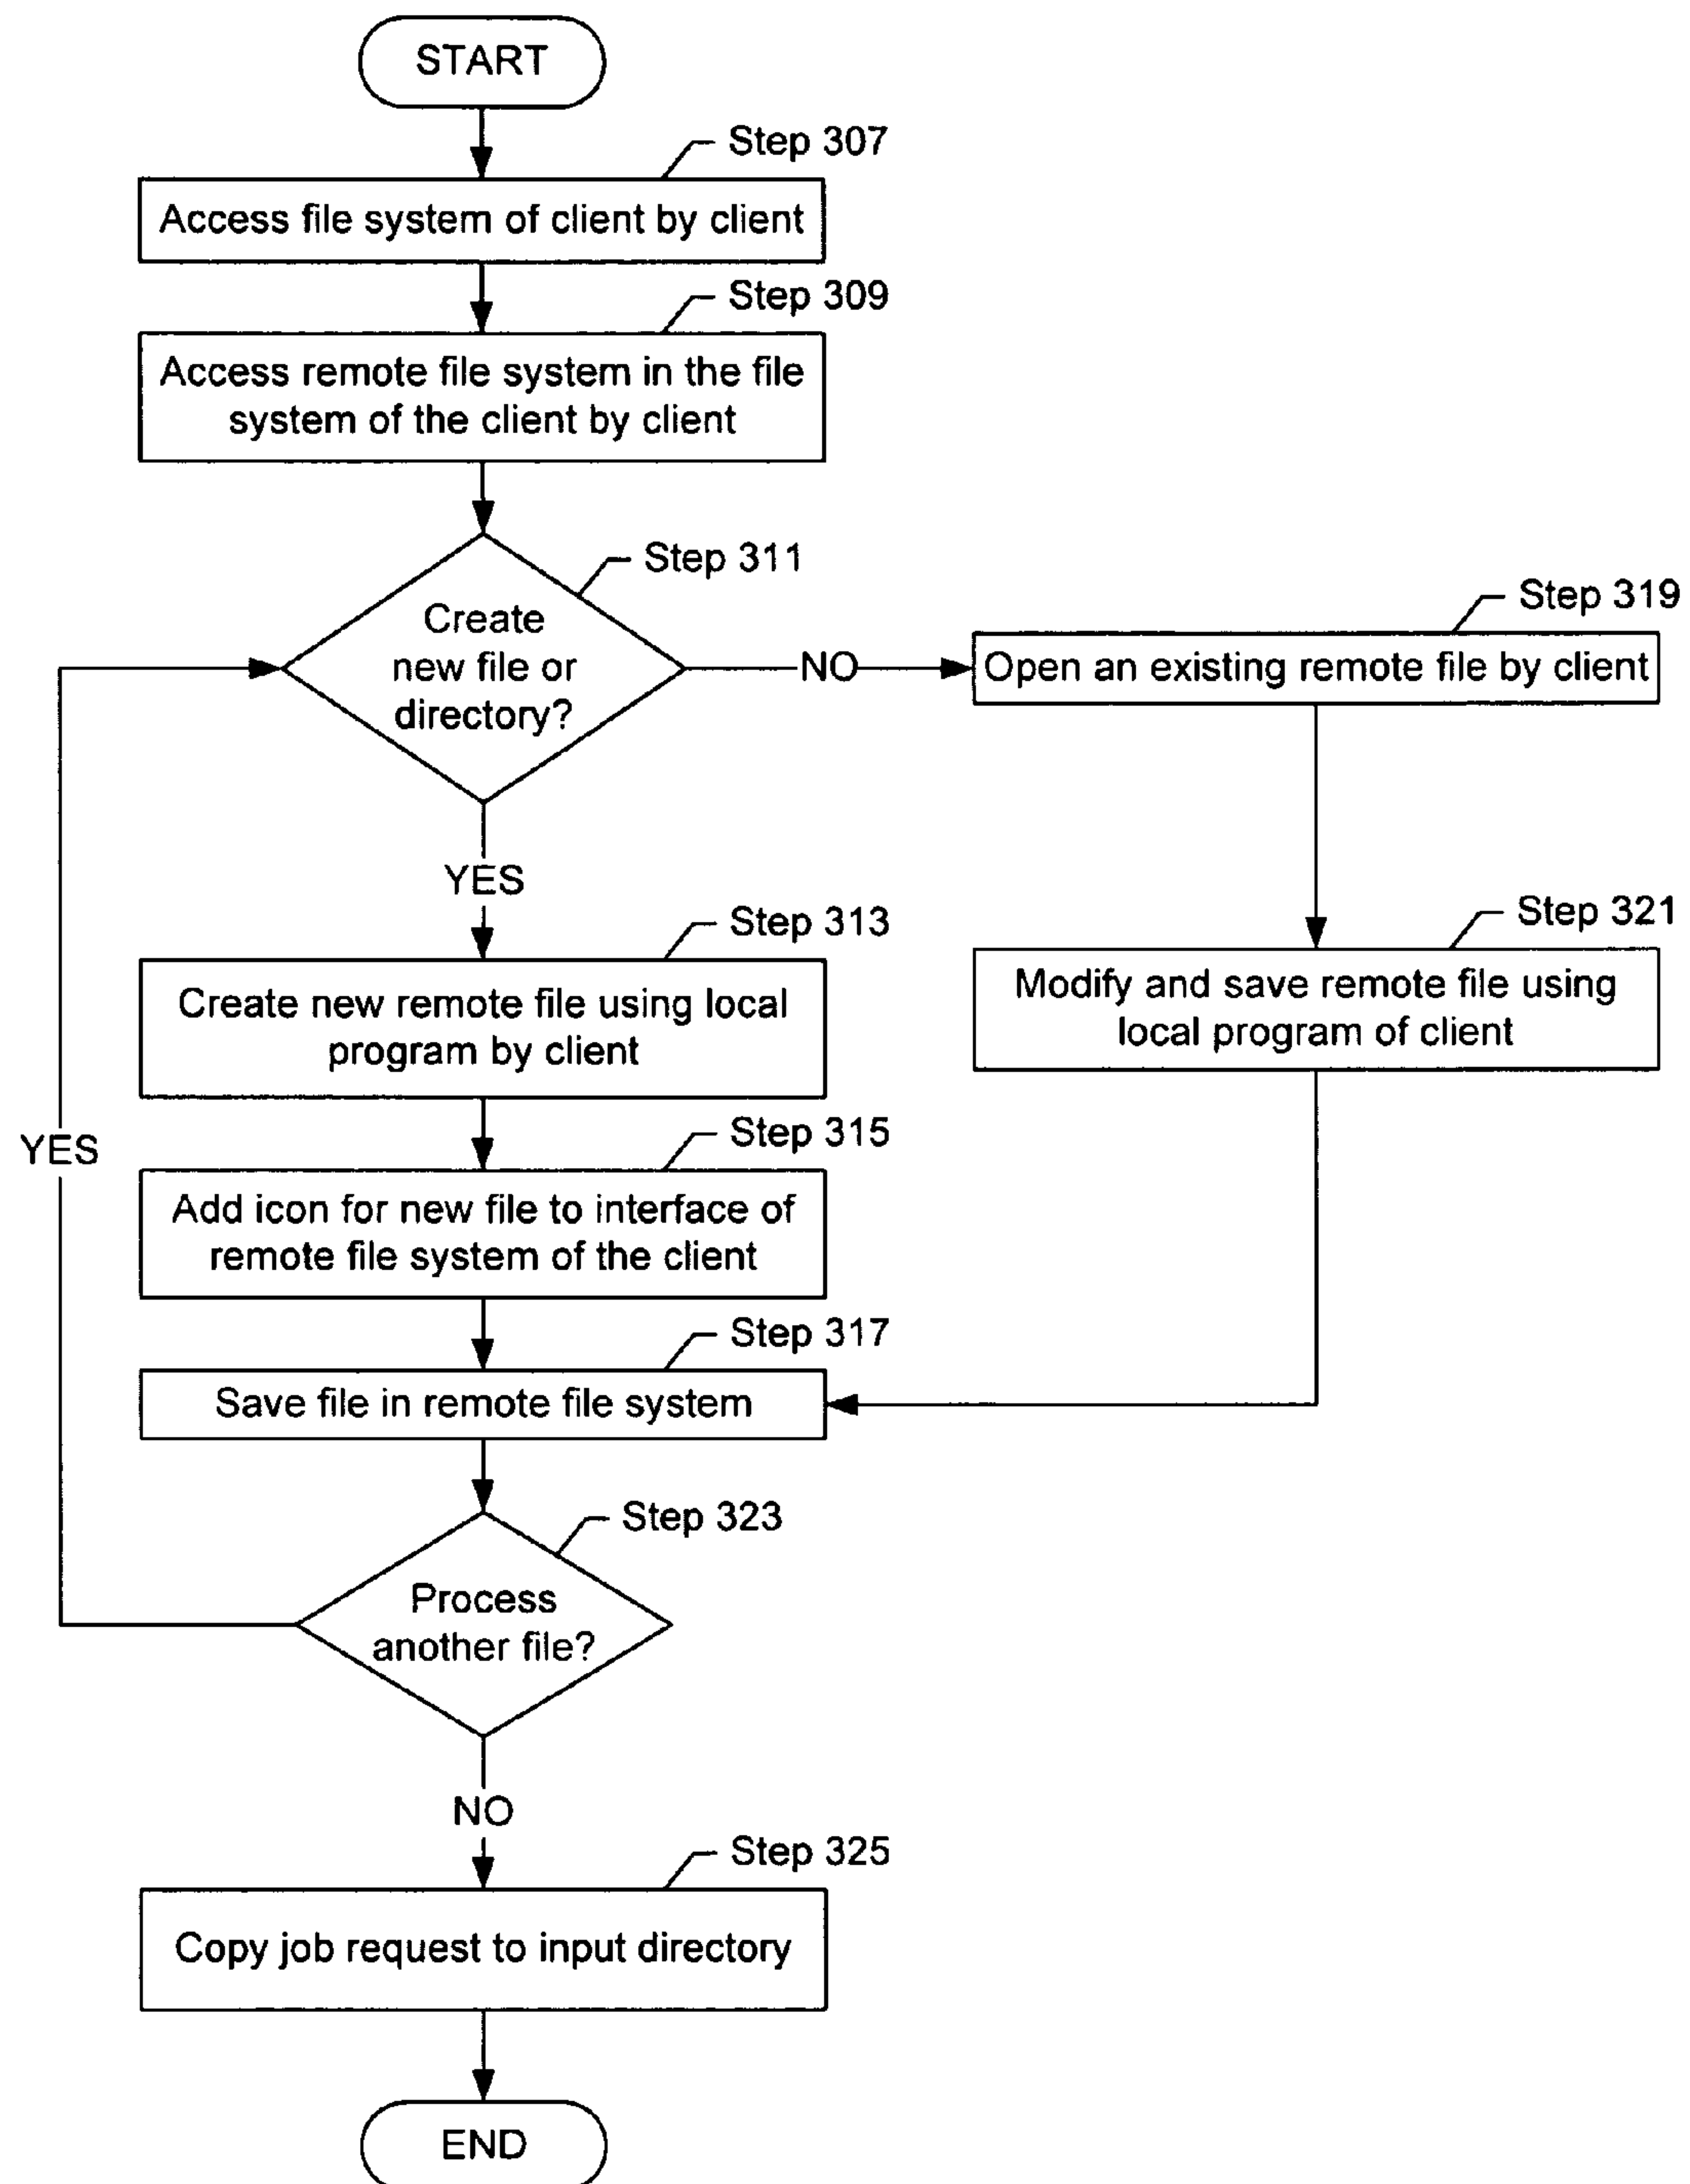 START
Step 307
Access file system of client by client
Step 309
Access remote file system in the file
system of the client by client
Step 311
Create
new file or
directory?
NO
Step 319
Open an existing remote file by client
YES
Step 313
Create new remote file using local
program by client
Step 321
Modify and save remote file using
local program of client
YES
Step 315
Add icon for new file to interface of
remote file system of the client
Step 317
Save file in remote file system
Step 323
Process
another file?
NO
Step 325
Copy job request to input directory
END